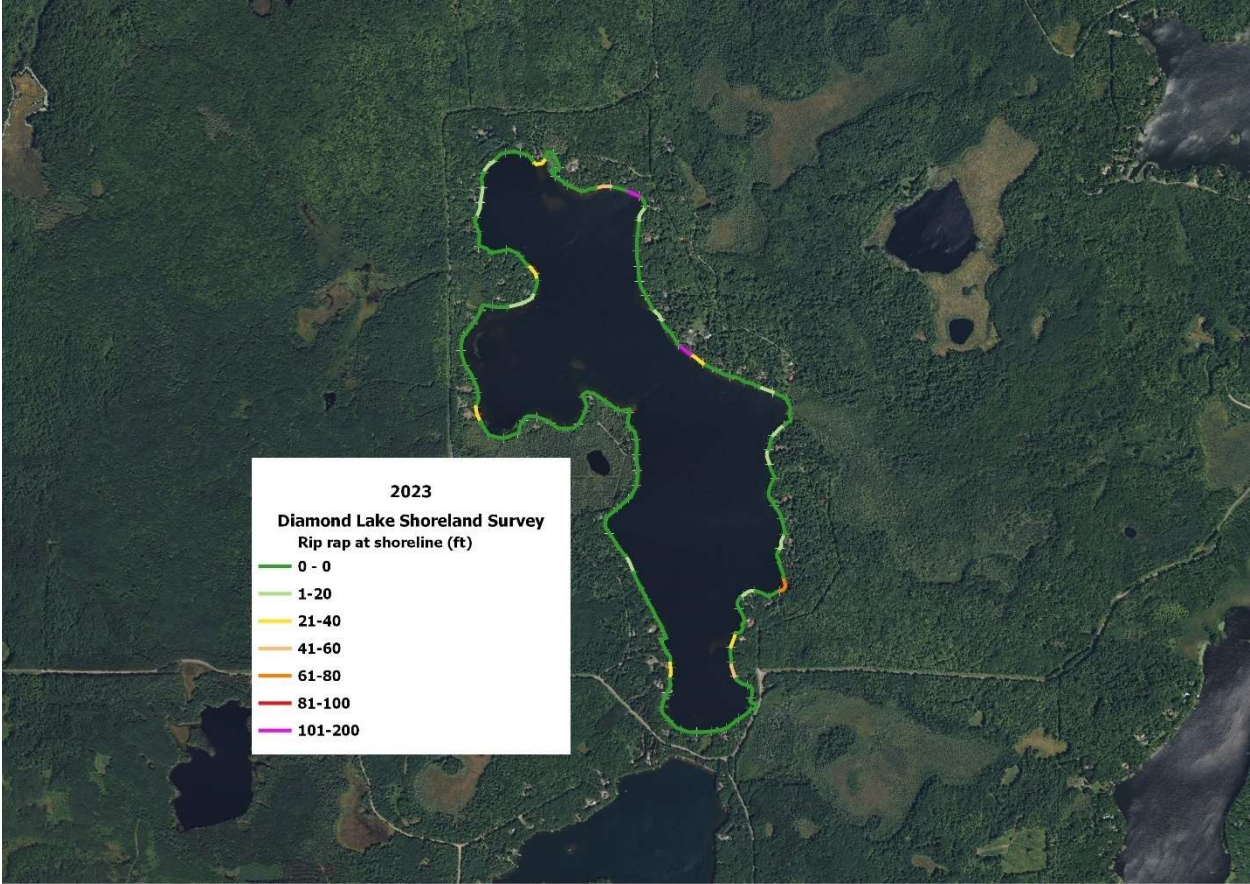 2023
Diamond Lake Shoreland Survey
Rip rap at shoreline (ft)
0 - 0
1-20
21-40
41-60
61-80
81-100
101-200